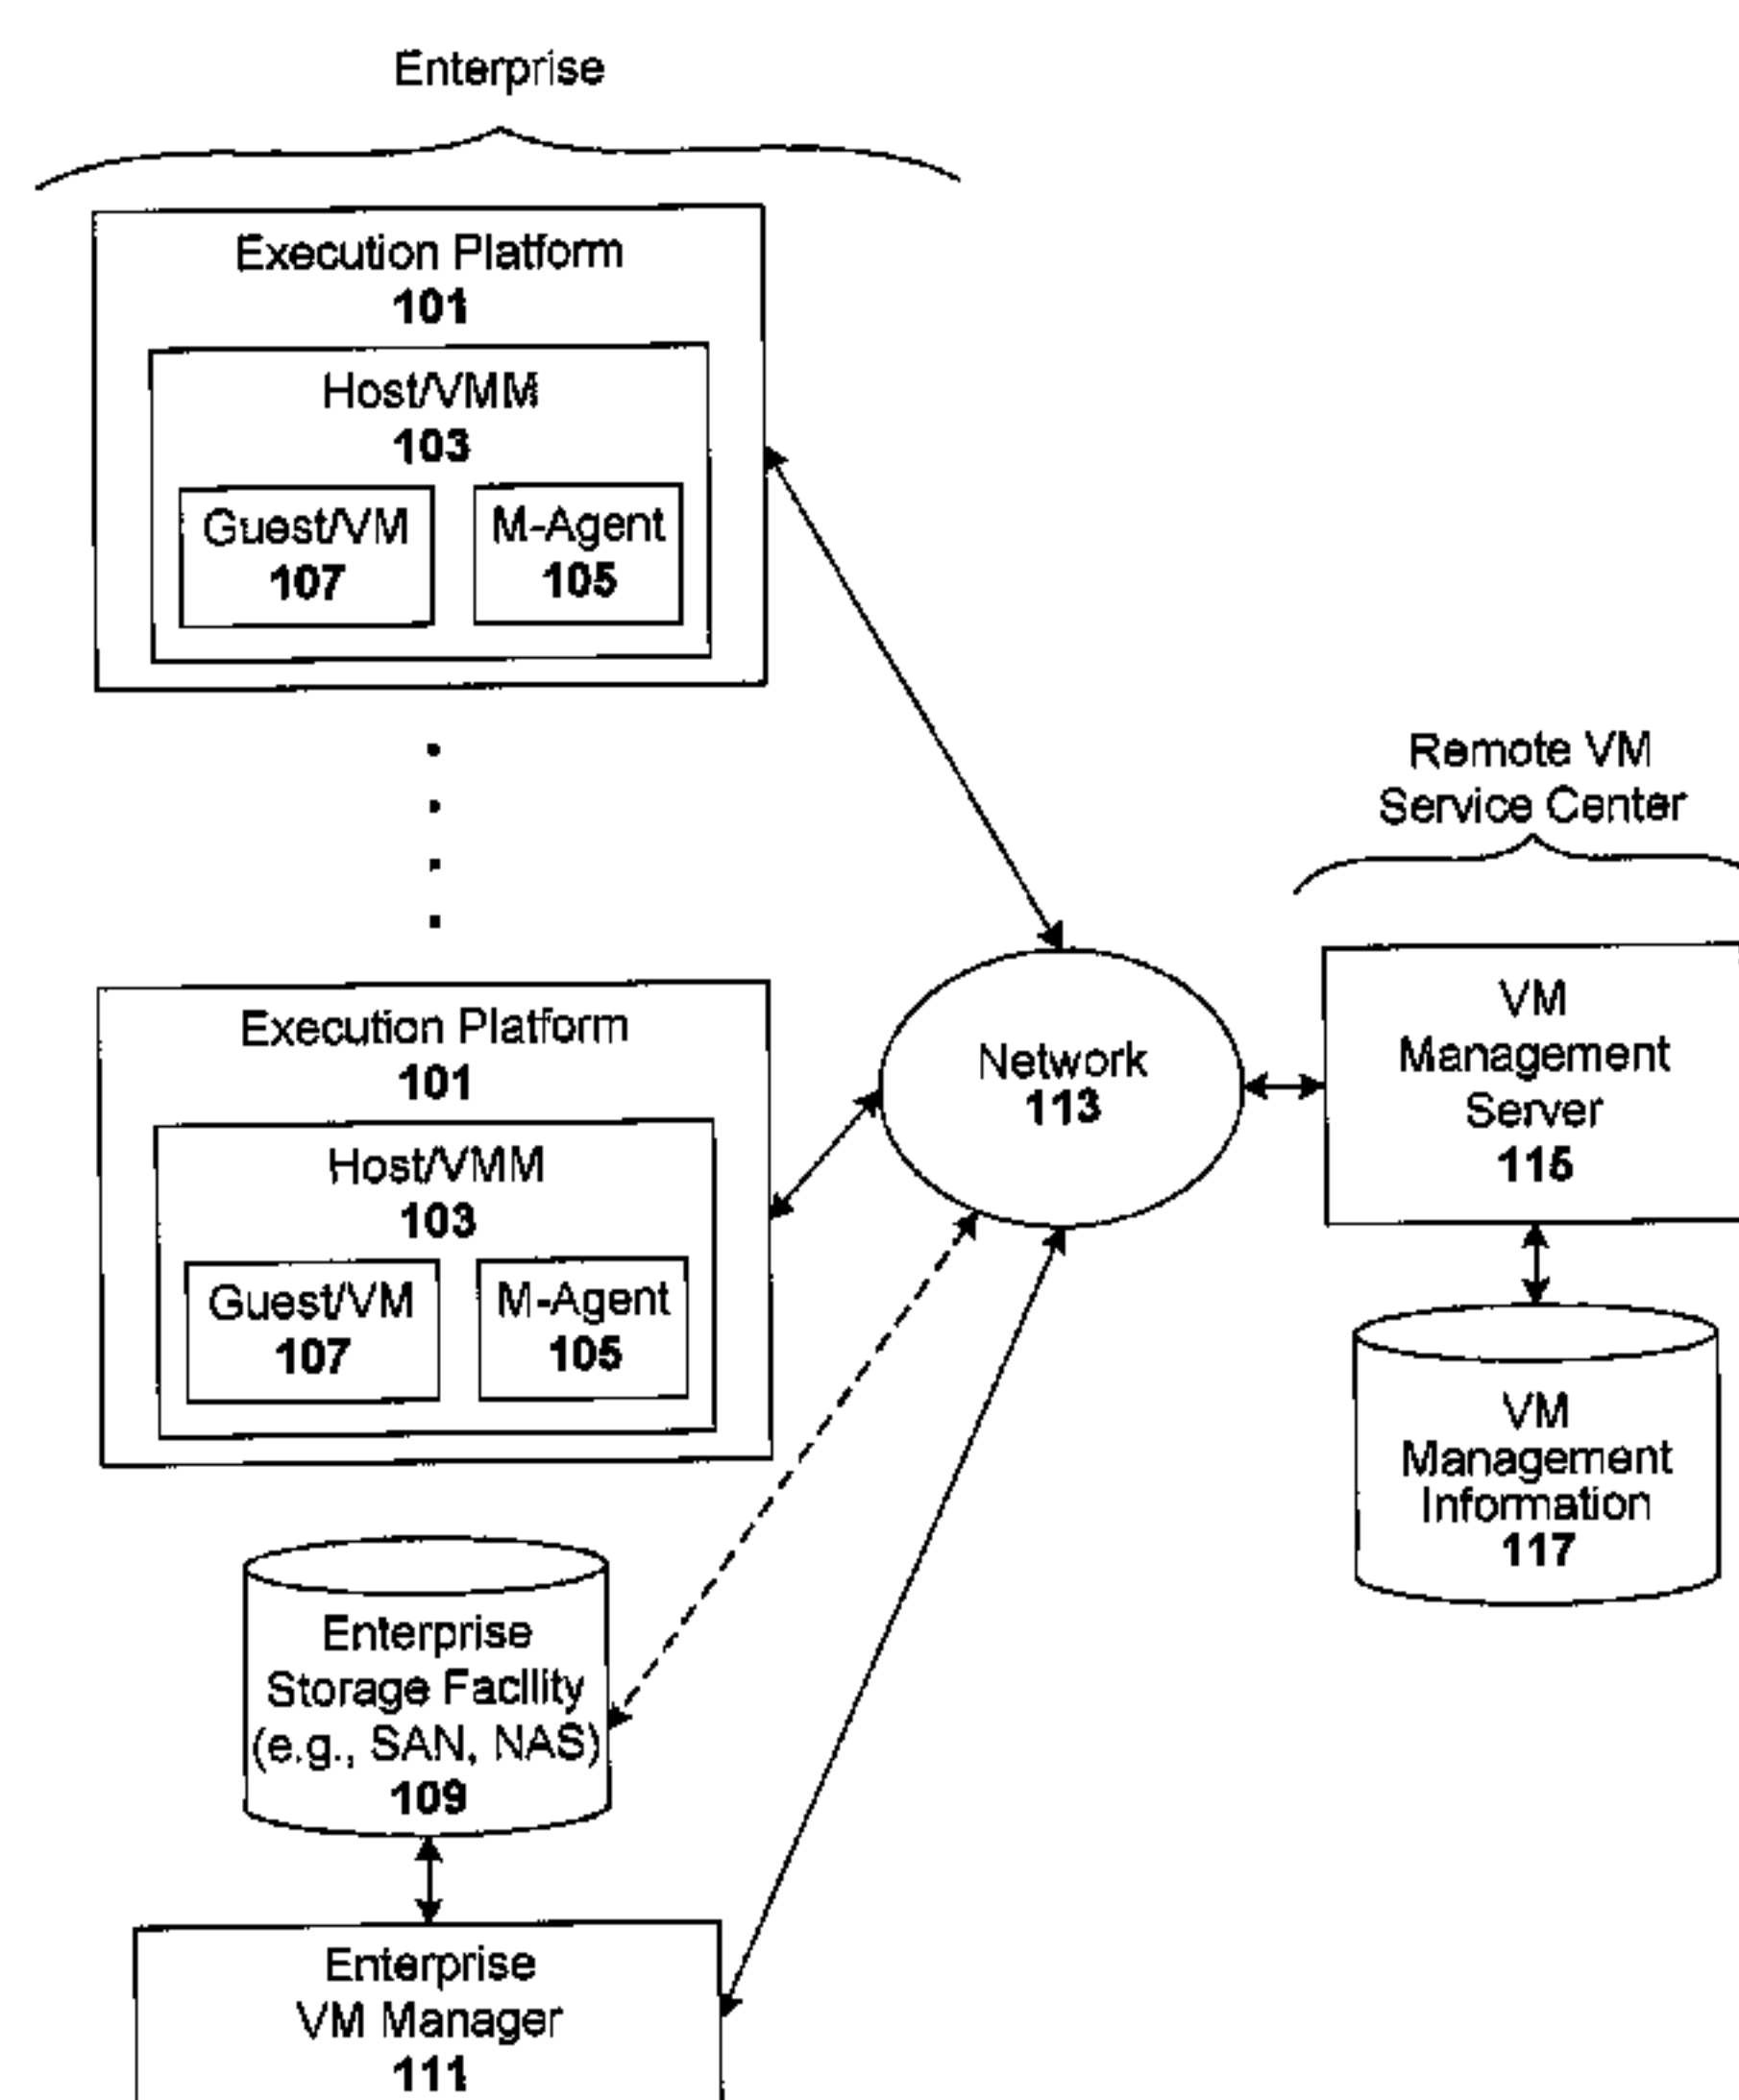 Enterprise
Execution Platform
101
Host/VMM
103
Guest/VM
107
M-Agent
105
Execution Platform
101
Host/VMM
103
Guest/VM
107
M-Agent
105
Enterprise
Storage Facility
(e.g., SAN, NAS)
109
Enterprise
VM Manager
111
Network
113
Remote VM
Service Center
VM
Management
Server
115
VM
Management
Information
117